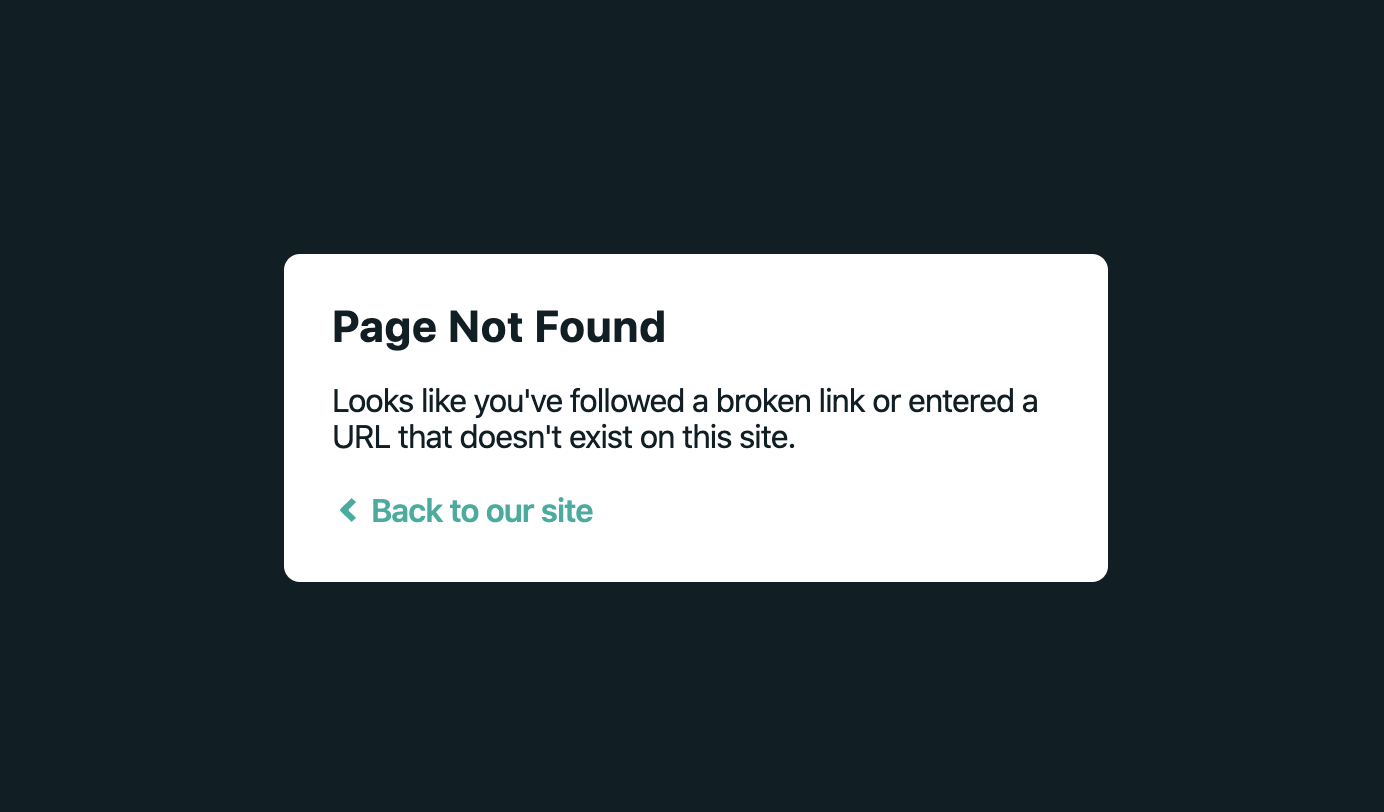 Page Not Found
Looks like you've followed a broken link or entered a
URL that doesn't exist on this site.
Back to our site